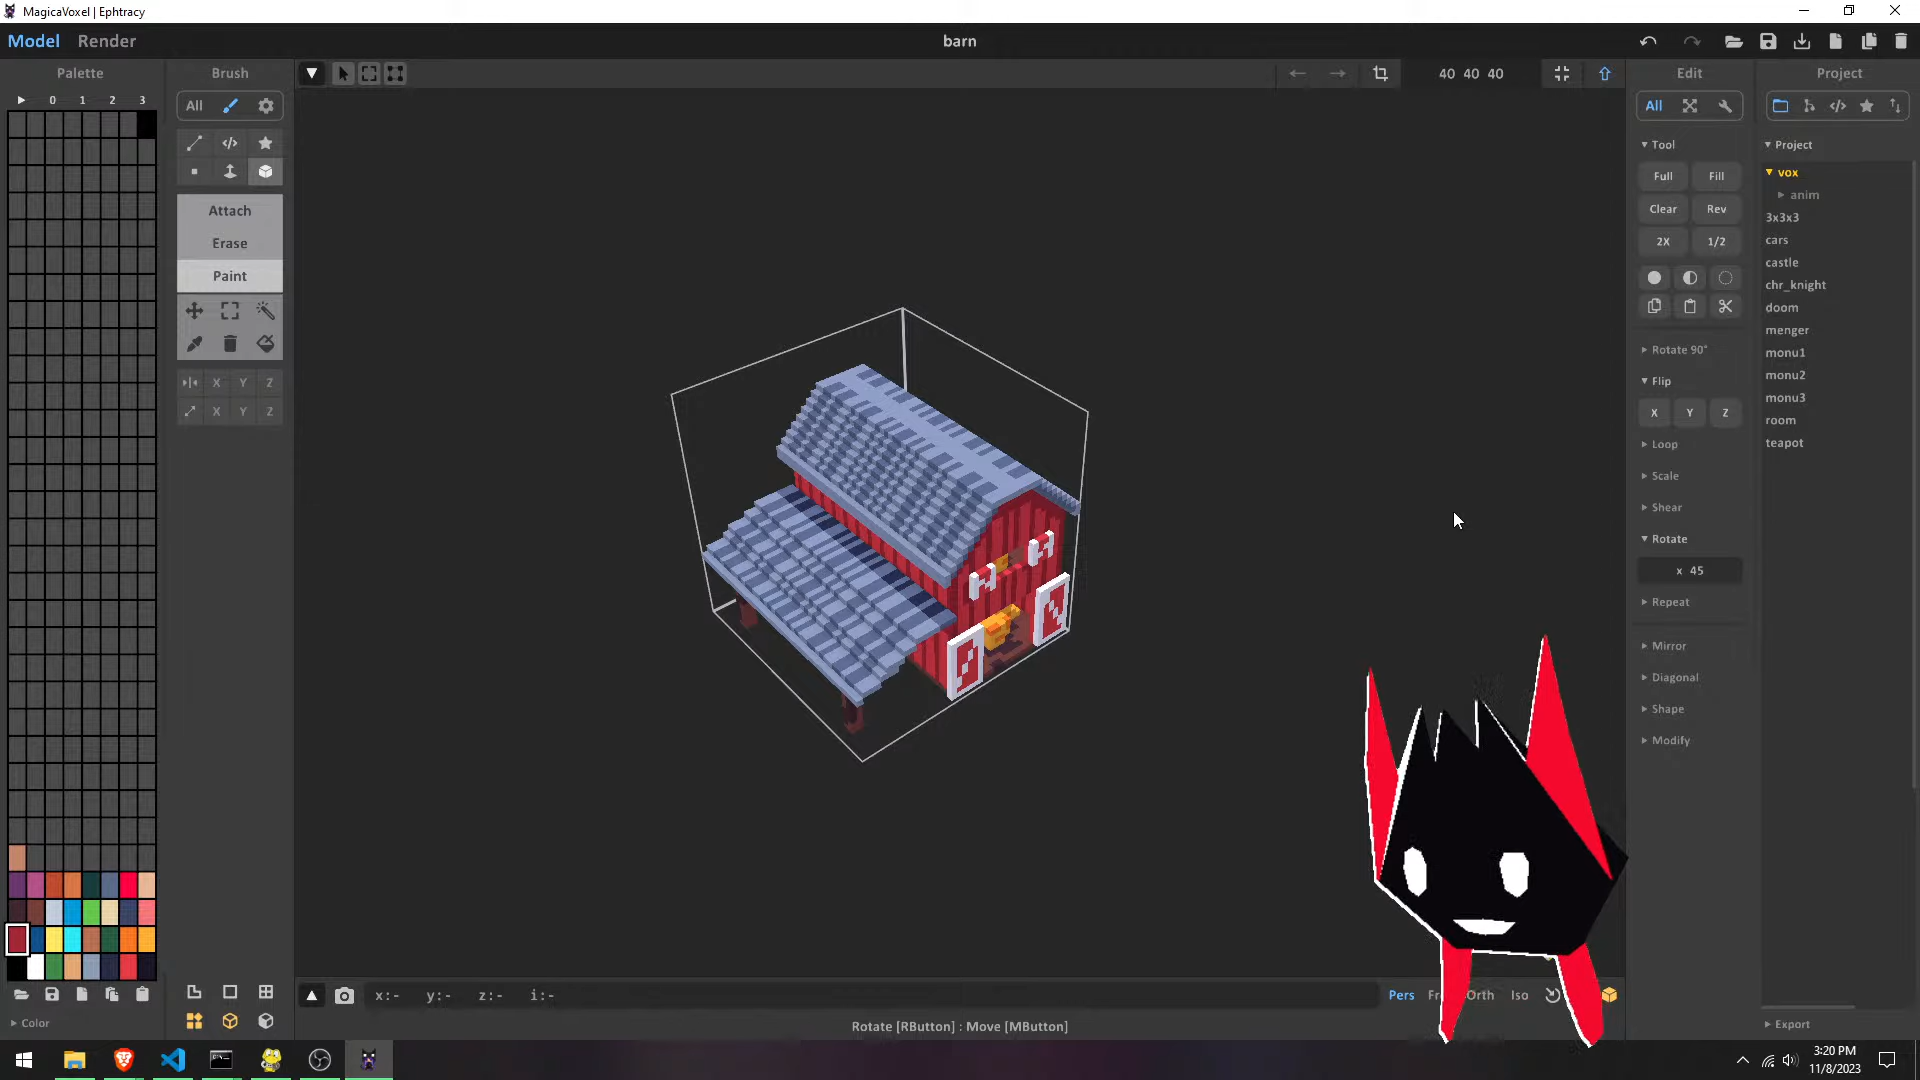 MagicaVoxel | Ephtracy
Model Render
barn
Palette
0 1 2 3
Color
Brush
All
Attach
Erase
Paint
X Y Z
X Y Z
40 40 40
Edit
All
Tool
Full Fill
Clear Rev
2X 1/2
Rotate 90°
Flip
X Y Z
Loop
Scale
Shear
Rotate
x 45
Repeat
Mirror
Diagonal
Shape
Modify
Project
Project
vox
anim
3x3x3
cars
castle
chr_knight
doom
menger
monu1
monu2
monu3
room
teapot
Export
x:- y:- z:- i:-
Pers Orth Iso
Rotate [RButton] : Move [MButton]
3:20 PM
11/8/2023